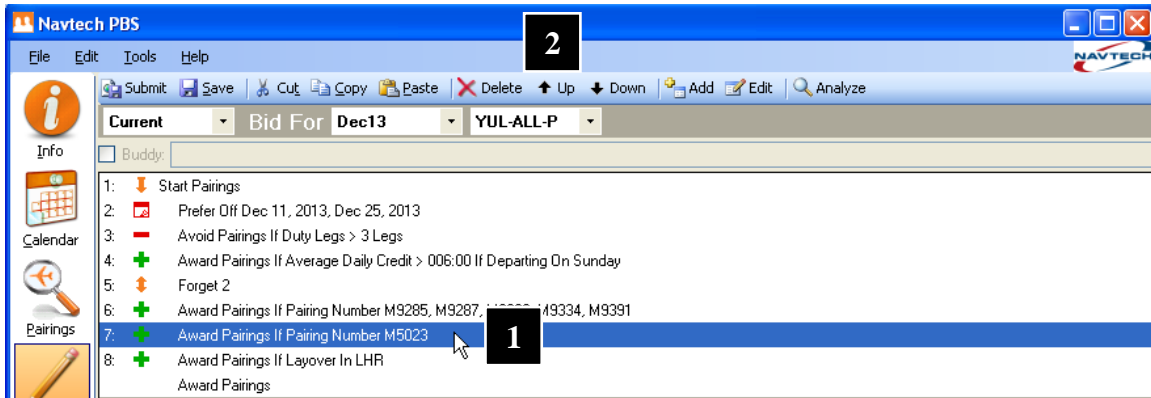 Navtech PBS
File Edit Tools Help
2
NAVTECH
Submit Save Cut Copy Paste Delete Up Down Add Edit Analyze
Current Bid For Dec13 YUL-ALL-P
Info
Buddy:
1: Start Pairings
2: Prefer Off Dec 11, 2013, Dec 25, 2013
3: Avoid Pairings If Duty Legs > 3 Legs
Calendar
4: Award Pairings If Average Daily Credit > 006:00 If Departing On Sunday
5: Forget 2
6: Award Pairings If Pairing Number M9285, M9287, M9334, M9391
Pairings
7: Award Pairings If Pairing Number M5023
1
8: Award Pairings If Layover In LHR
Award Pairings